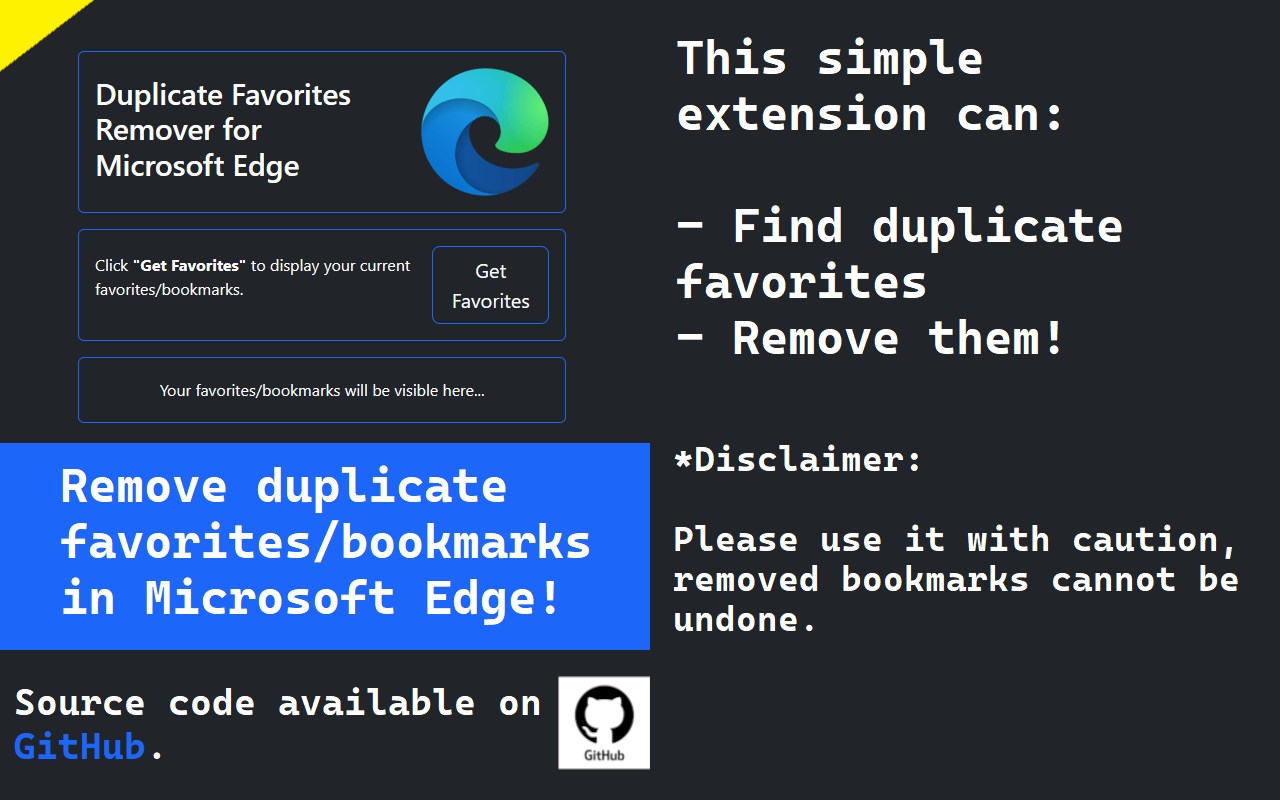 Duplicate Favorites
Remover for
Microsoft Edge
Click "Get Favorites" to display your current
favorites/bookmarks.
Get
Favorites
Your favorites/bookmarks will be visible here...
Remove duplicate
favorites/bookmarks
in Microsoft Edge!
Source code available on
GitHub.
GitHub
This simple
extension can:
- Find duplicate
favorites
- Remove them!
*Disclaimer:
Please use it with caution,
removed bookmarks cannot be
undone.